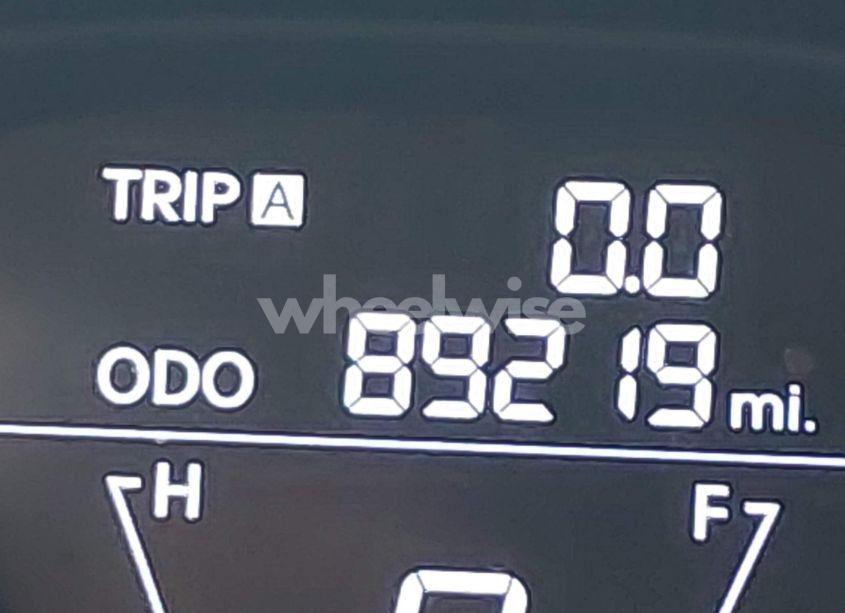 TRIP A 0.0
wheelwise
ODO 89219 mi.
H F